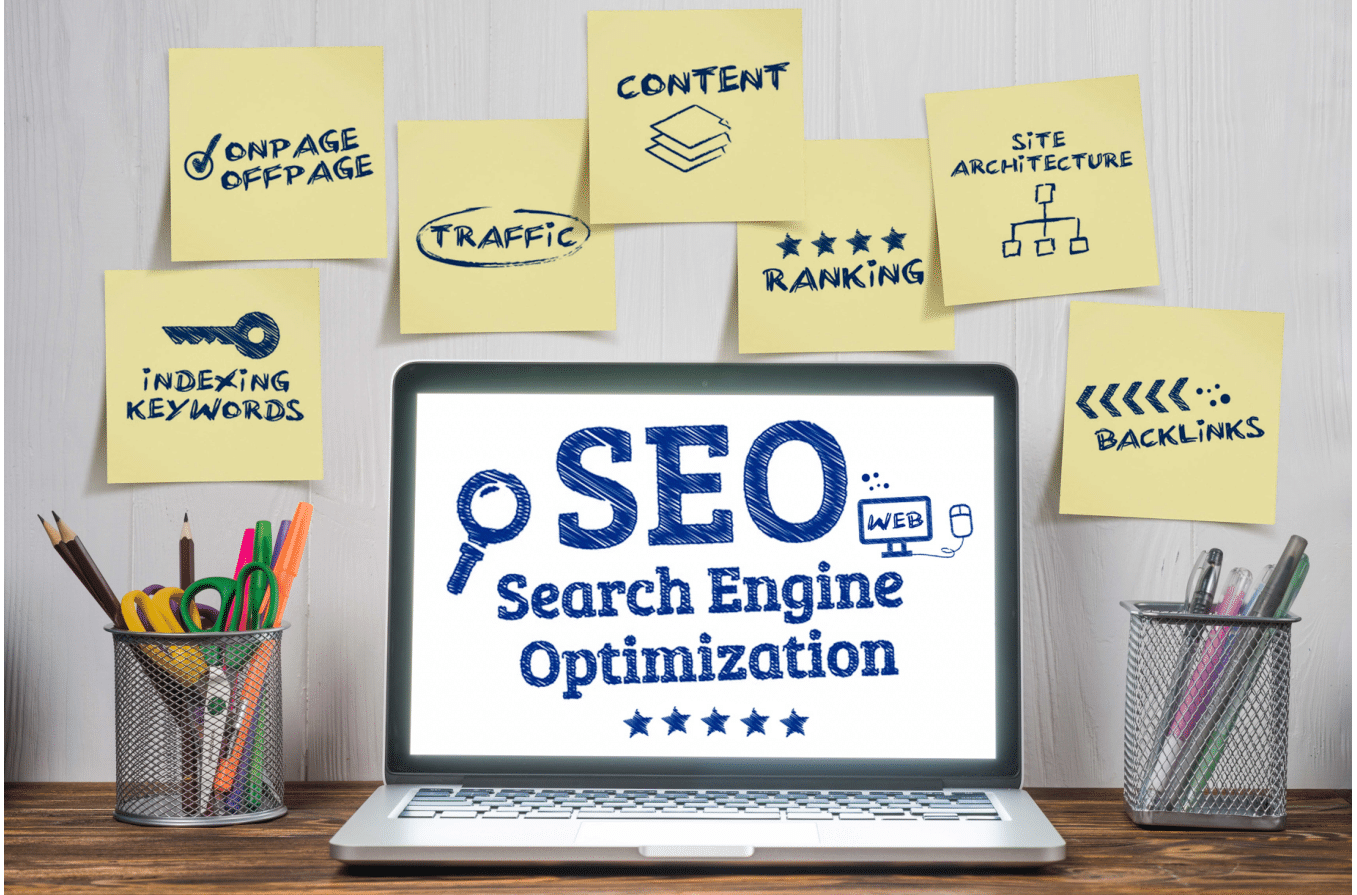 ONPAGE
OFFPAGE
TRAFFiC
CONTENT
RANKiNG
SiTE
ARCHiTECTURE
iNDEXiNG
KEYWORDS
BACKLiNKS
SEO
WEB
Search Engine
Optimization